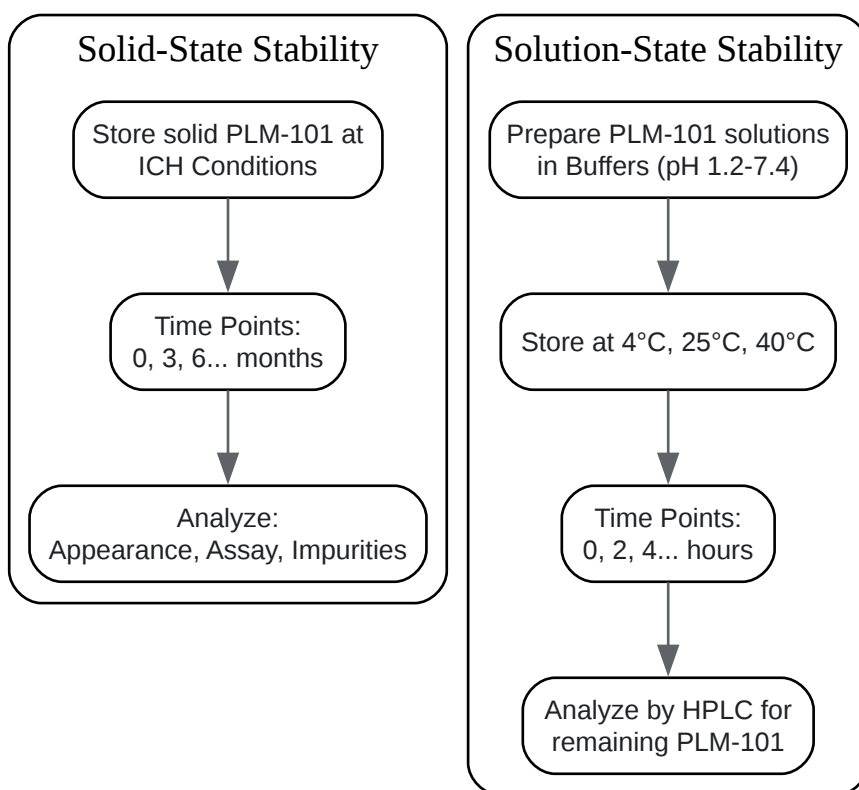 Solid-State Stability
Store solid PLM-101 at
ICH Conditions
Time Points:
0, 3, 6... months
Analyze:
Appearance, Assay, Impurities
Solution-State Stability
Prepare PLM-101 solutions
in Buffers (pH 1.2-7.4)
Store at 4°C, 25°C, 40°C
Time Points:
0, 2, 4... hours
Analyze by HPLC for
remaining PLM-101